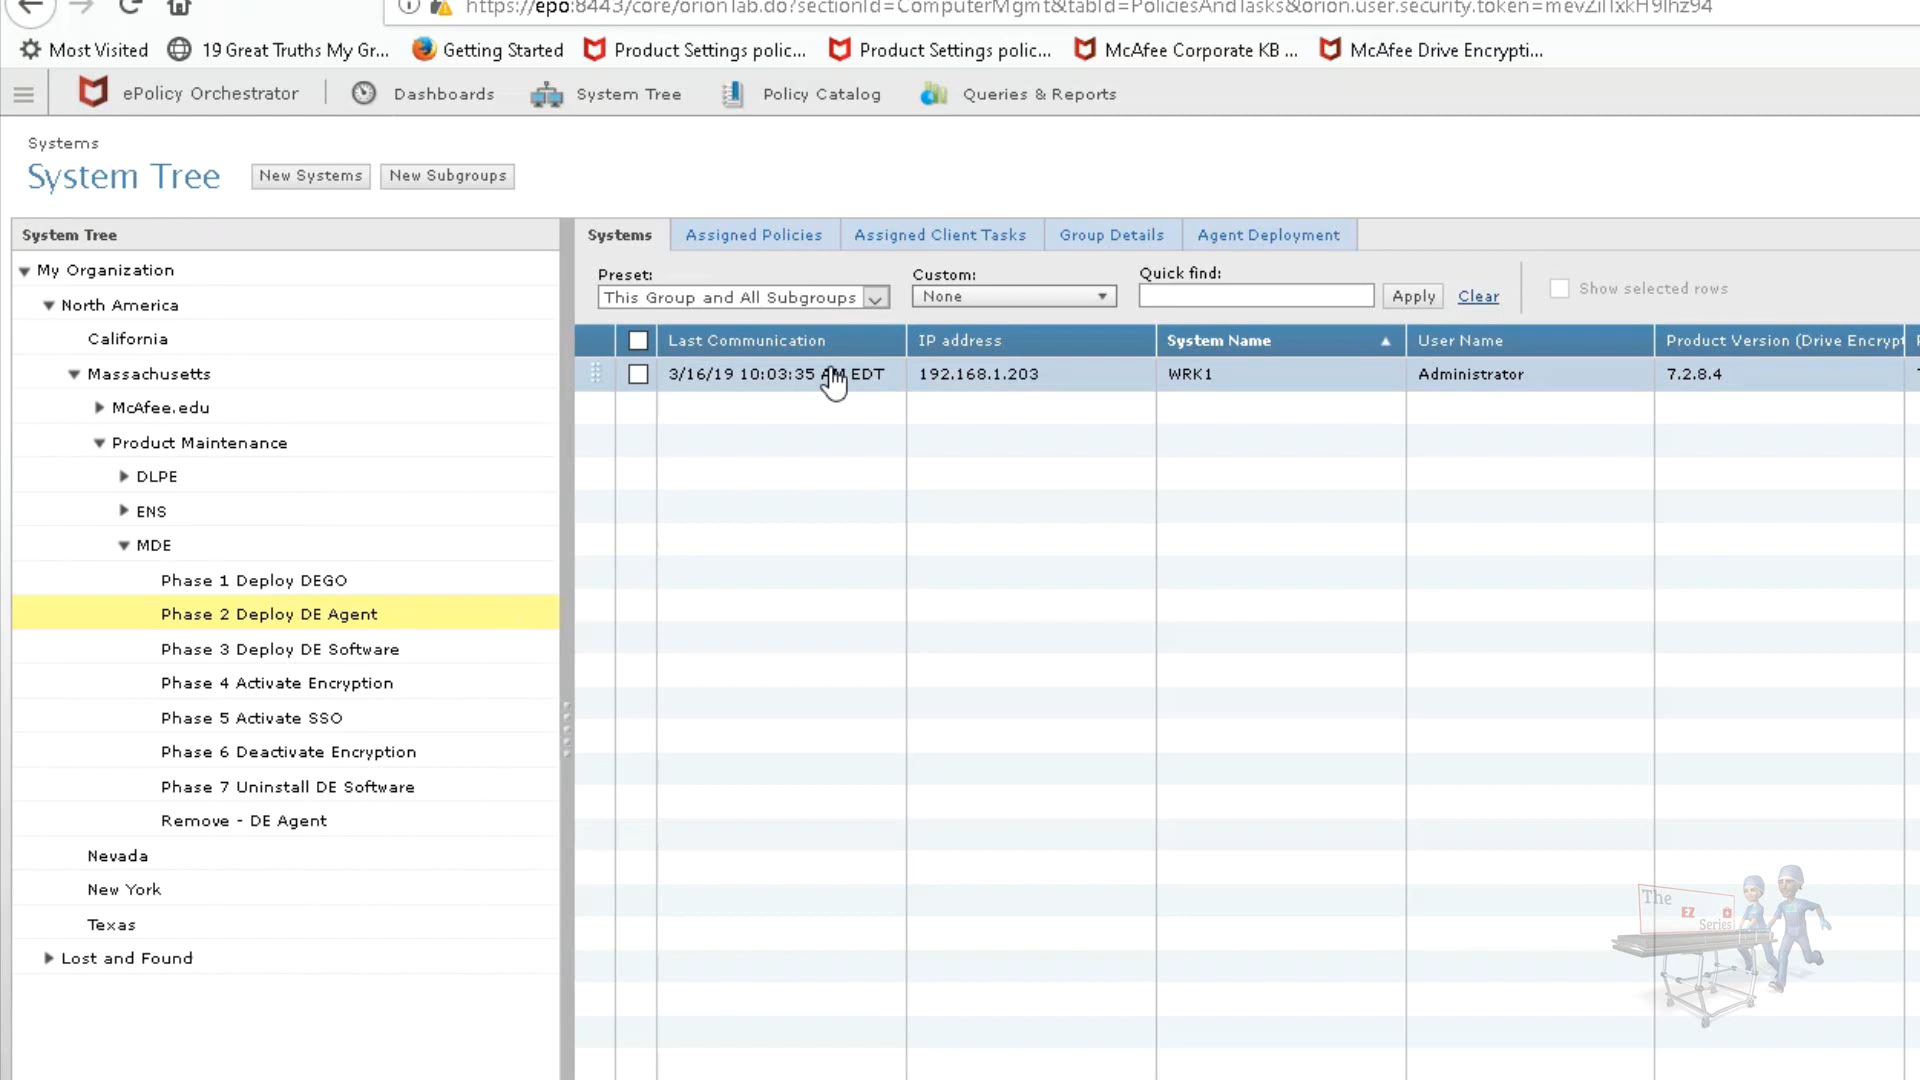 https://epo:8443/core/orionTab.do?sectionId=ComputerMgmt&tabId=PoliciesAndTasks&orion.user.security.token=
Most Visited 19 Great Truths My Gr... Getting Started Product Settings polic... Product Settings polic... McAfee Corporate KB ... McAfee Drive Encrypti...
ePolicy Orchestrator Dashboards System Tree Policy Catalog Queries & Reports
Systems
System Tree New Systems New Subgroups
System Tree
My Organization
North America
California
Massachusetts
McAfee.edu
Product Maintenance
DLPE
ENS
MDE
Phase 1 Deploy DEGO
Phase 2 Deploy DE Agent
Phase 3 Deploy DE Software
Phase 4 Activate Encryption
Phase 5 Activate SSO
Phase 6 Deactivate Encryption
Phase 7 Uninstall DE Software
Remove - DE Agent
Nevada
New York
Texas
Lost and Found
Systems Assigned Policies Assigned Client Tasks Group Details Agent Deployment
Preset: Custom: Quick find:
This Group and All Subgroups None Apply Clear Show selected rows
Last Communication IP address System Name User Name Product Version (Drive Encrypt
3/16/19 10:03:35 AM EDT 192.168.1.203 WRK1 Administrator 7.2.8.4
The
EZ
Series